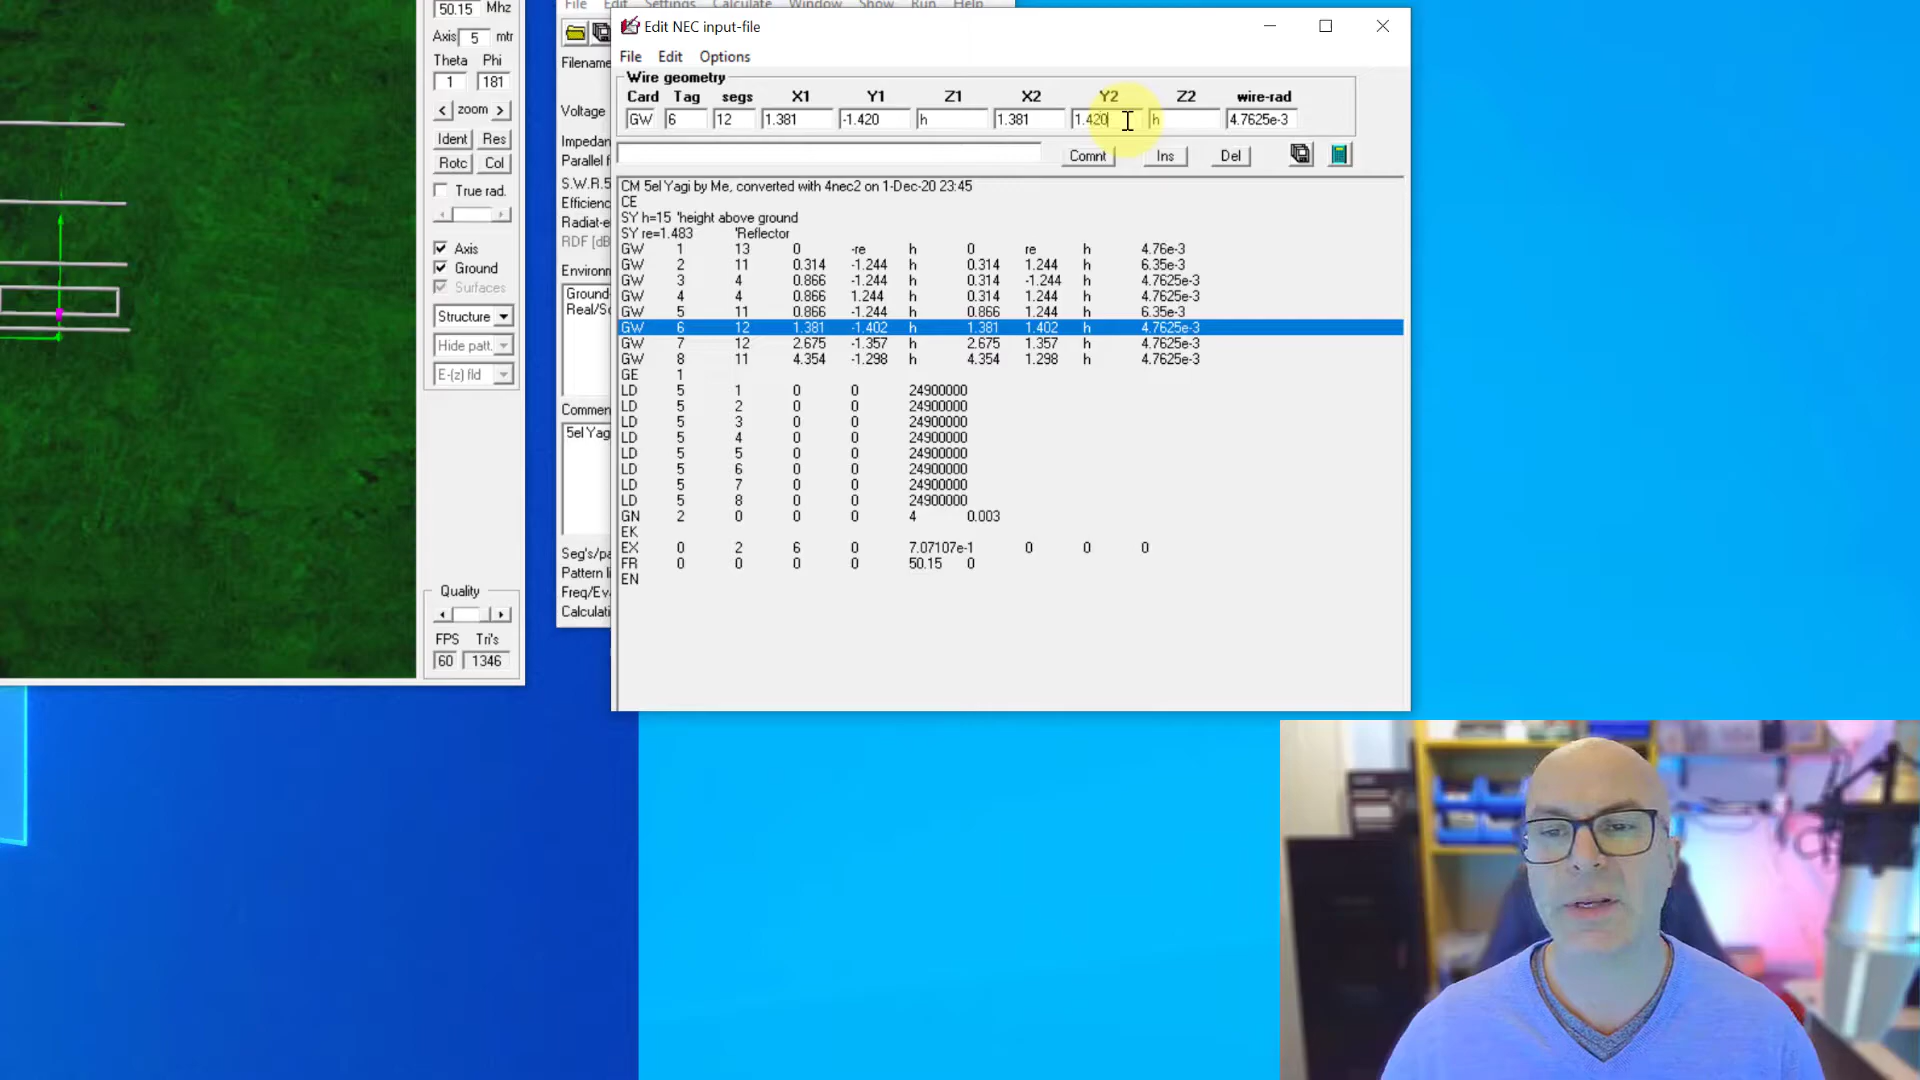 50.15 Mhz
Axis 5 mtr
Theta Phi
1 181
< zoom >
Ident Res
Rotc Col
True rad.
Axis
Ground
Surfaces
Structure
Hide patt.
E-(z) fld
Quality
FPS Tri's
60 1346
File Edit Settings Calculate Window Show Run Help
Filename
Voltage
Impedan
Parallel f
S.W.R.5
Efficienc
Radiat-e
RDF [dB
Environm
Ground-
Real/So
Commen
5el Yag
Seg's/pa
Pattern li
Freq/Eva
Calculati
Edit NEC input-file
File Edit Options
Wire geometry
Card Tag segs X1 Y1 Z1 X2 Y2 Z2 wire-rad
GW 6 12 1.381 -1.420 h 1.381 1.420 h 4.7625e-3
Comnt Ins Del
CM 5el Yagi by Me, converted with 4nec2 on 1-Dec-20 23:45
CE
SY h=15 'height above ground
SY re=1.483 'Reflector
GW 1 13 0 -re h 0 re h 4.76e-3
GW 2 11 0.314 -1.244 h 0.314 1.244 h 6.35e-3
GW 3 4 0.866 -1.244 h 0.314 -1.244 h 4.7625e-3
GW 4 4 0.866 1.244 h 0.314 1.244 h 4.7625e-3
GW 5 11 0.866 -1.244 h 0.866 1.244 h 6.35e-3
GW 6 12 1.381 -1.402 h 1.381 1.402 h 4.7625e-3
GW 7 12 2.675 -1.357 h 2.675 1.357 h 4.7625e-3
GW 8 11 4.354 -1.298 h 4.354 1.298 h 4.7625e-3
GE 1
LD 5 1 0 0 24900000
LD 5 2 0 0 24900000
LD 5 3 0 0 24900000
LD 5 4 0 0 24900000
LD 5 5 0 0 24900000
LD 5 6 0 0 24900000
LD 5 7 0 0 24900000
LD 5 8 0 0 24900000
GN 2 0 0 0 4 0.003
EK
EX 0 2 6 0 7.07107e-1 0 0 0
FR 0 0 0 0 50.15 0
EN